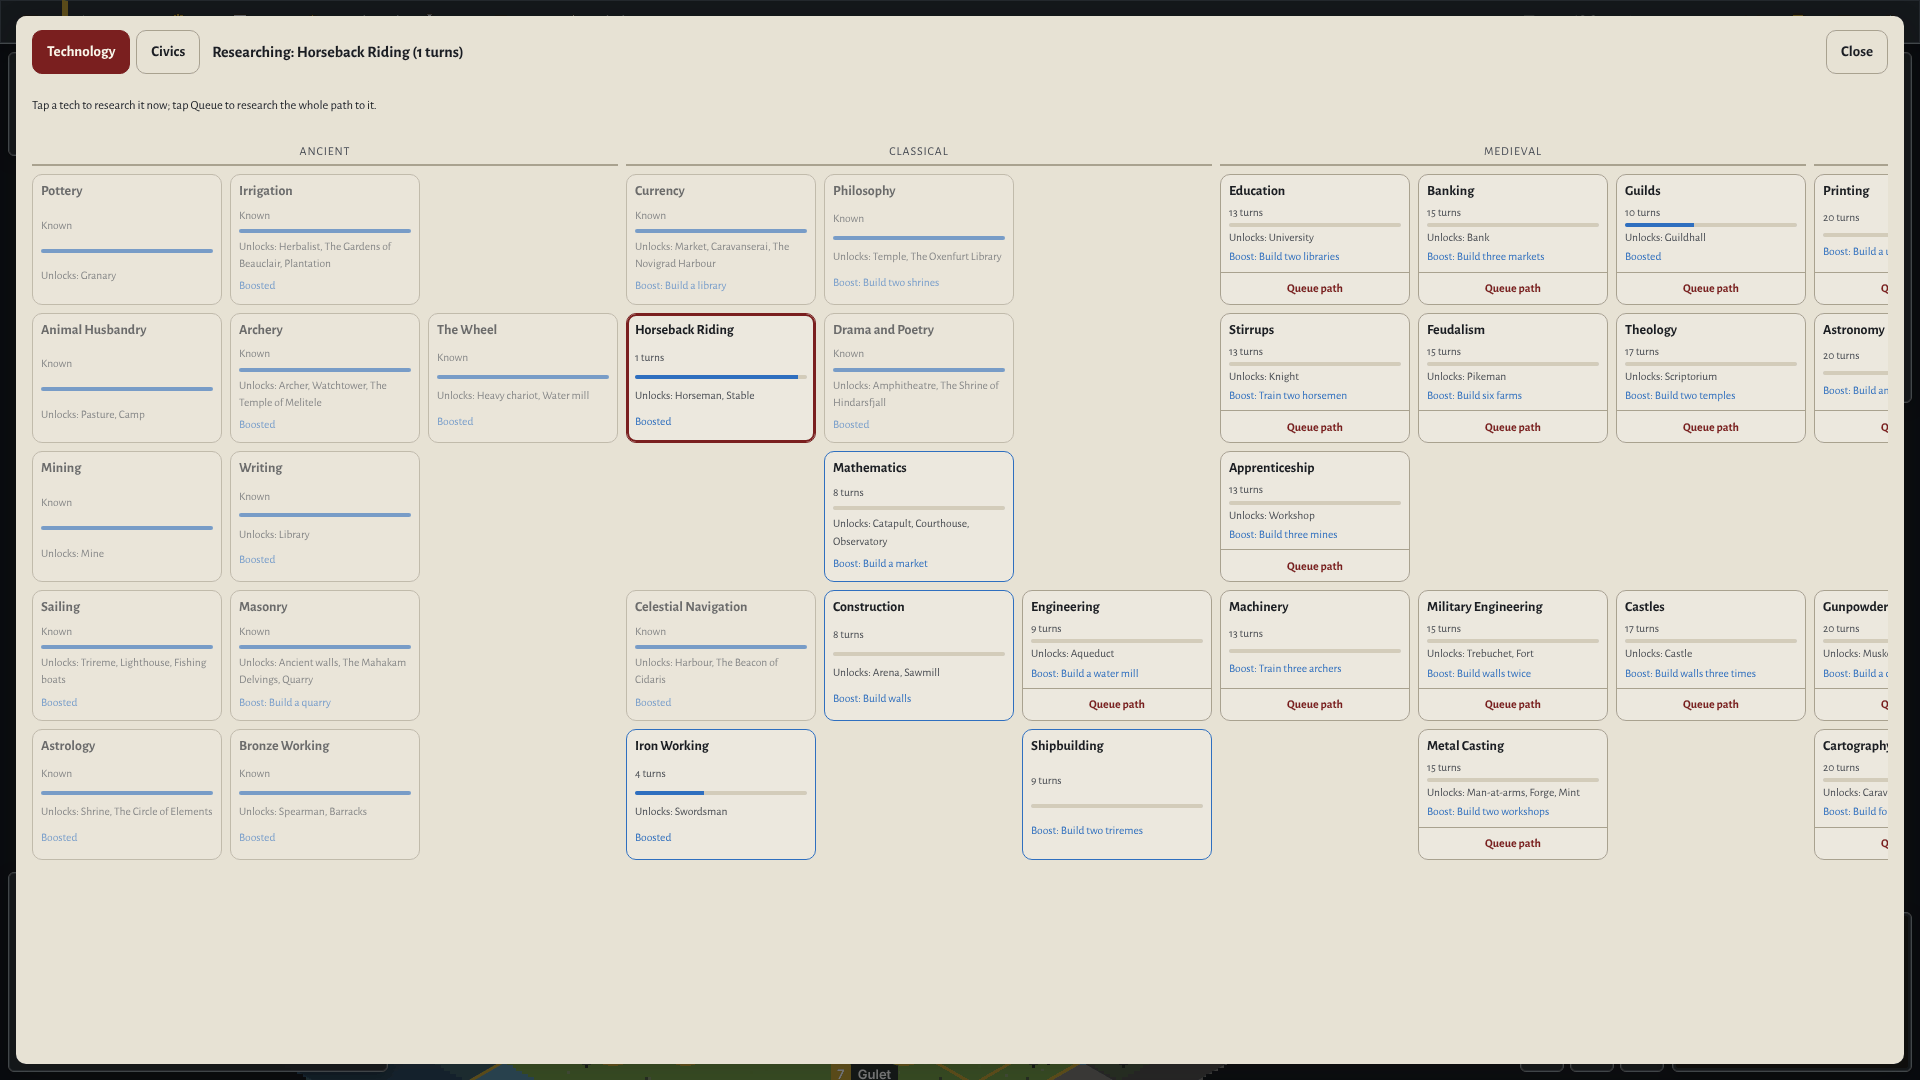 Technology
Civics
Researching: Horseback Riding (1 turns)
Close
Tap a tech to research it now; tap Queue to research the whole path to it.
ANCIENT
CLASSICAL
MEDIEVAL
Pottery
Known
Unlocks: Granary
Irrigation
Known
Unlocks: Herbalist, The Gardens of
Beauclair, Plantation
Boosted
Currency
Known
Unlocks: Market, Caravanserai, The
Novigrad Harbour
Boost: Build a library
Philosophy
Known
Unlocks: Temple, The Oxenfurt Library
Boost: Build two shrines
Education
13 turns
Unlocks: University
Boost: Build two libraries
Queue path
Banking
15 turns
Unlocks: Bank
Boost: Build three markets
Queue path
Guilds
10 turns
Unlocks: Guildhall
Boosted
Queue path
Printing
20 turns
Boost: Build a
Animal Husbandry
Known
Unlocks: Pasture, Camp
Archery
Known
Unlocks: Archer, Watchtower, The
Temple of Melitele
Boosted
The Wheel
Known
Unlocks: Heavy chariot, Water mill
Boosted
Horseback Riding
1 turns
Unlocks: Horseman, Stable
Boosted
Drama and Poetry
Known
Unlocks: Amphitheatre, The Shrine of
Hindarsfjall
Boosted
Stirrups
13 turns
Unlocks: Knight
Boost: Train two horsemen
Queue path
Feudalism
15 turns
Unlocks: Pikeman
Boost: Build six farms
Queue path
Theology
17 turns
Unlocks: Scriptorium
Boost: Build two temples
Queue path
Astronomy
20 turns
Boost: Build an
Mining
Known
Unlocks: Mine
Writing
Known
Unlocks: Library
Boosted
Mathematics
8 turns
Unlocks: Catapult, Courthouse,
Observatory
Boost: Build a market
Apprenticeship
13 turns
Unlocks: Workshop
Boost: Build three mines
Queue path
Sailing
Known
Unlocks: Trireme, Lighthouse, Fishing
boats
Boosted
Masonry
Known
Unlocks: Ancient walls, The Mahakam
Delvings, Quarry
Boost: Build a quarry
Celestial Navigation
Known
Unlocks: Harbour, The Beacon of
Cidaris
Boosted
Construction
8 turns
Unlocks: Arena, Sawmill
Boost: Build walls
Engineering
9 turns
Unlocks: Aqueduct
Boost: Build a water mill
Queue path
Machinery
13 turns
Boost: Train three archers
Queue path
Military Engineering
15 turns
Unlocks: Trebuchet, Fort
Boost: Build walls twice
Queue path
Castles
17 turns
Unlocks: Castle
Boost: Build walls three times
Queue path
Gunpowder
20 turns
Unlocks: Musk
Boost: Build a
Astrology
Known
Unlocks: Shrine, The Circle of Elements
Boosted
Bronze Working
Known
Unlocks: Spearman, Barracks
Boosted
Iron Working
4 turns
Unlocks: Swordsman
Boosted
Shipbuilding
9 turns
Boost: Build two triremes
Metal Casting
15 turns
Unlocks: Man-at-arms, Forge, Mint
Boost: Build two workshops
Queue path
Cartography
20 turns
Unlocks: Carav
Boost: Build fo
7 Gulet